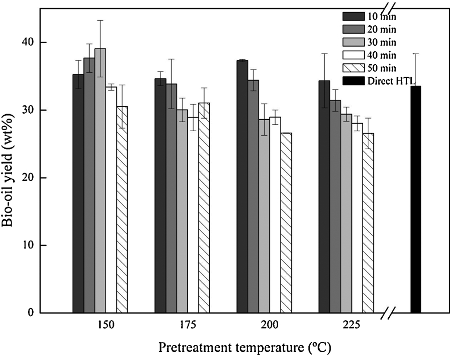 10 min
20 min
30 min
40 min
50 min
Direct HTL
40
30
20
10
0
Bio-oil yield (wt%)
150 175 200 225
Pretreatment temperature (°C)